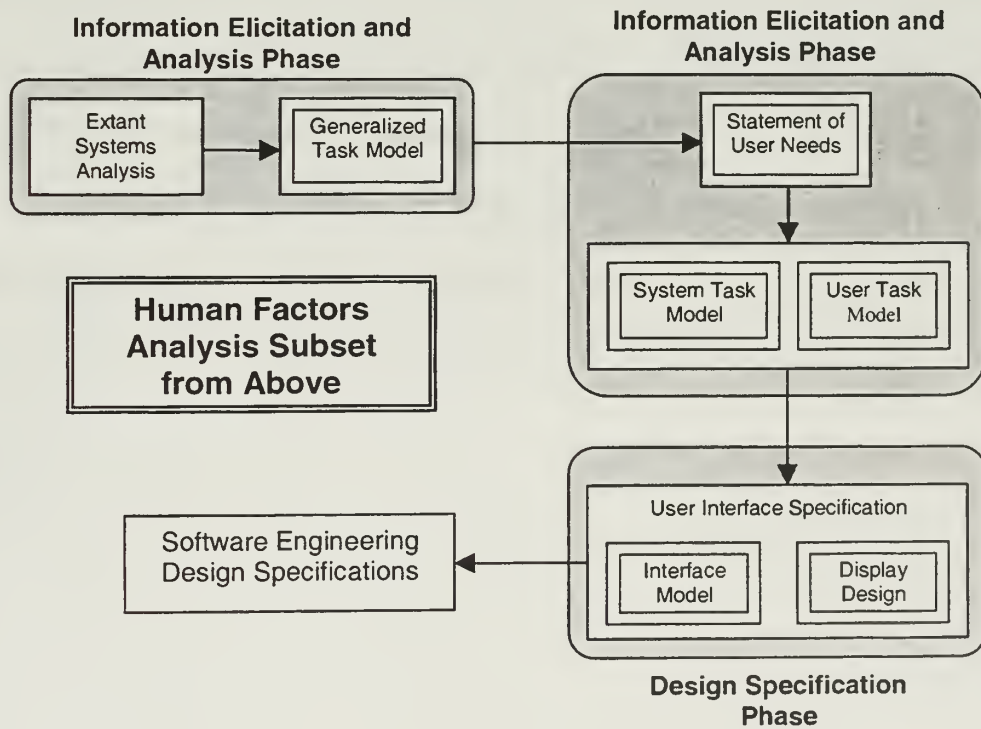 Information Elicitation and
Analysis Phase
Extant
Systems
Analysis
Generalized
Task Model
Information Elicitation and
Analysis Phase
Statement of
User Needs
System Task
Model
User Task
Model
Human Factors
Analysis Subset
from Above
User Interface Specification
Interface
Model
Display
Design
Software Engineering
Design Specifications
Design Specification
Phase